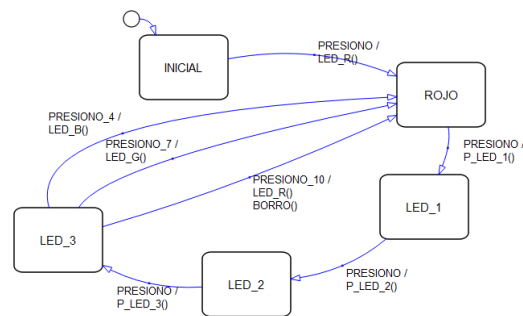 INICIAL
PRESIONO /
LED_R()
ROJO
PRESIONO_4 /
LED_B()
PRESIONO_7 /
LED_G()
PRESIONO_10 /
LED_R()
BORRO()
PRESIONO /
P_LED_1()
LED_1
LED_3
LED_2
PRESIONO /
P_LED_2()
PRESIONO /
P_LED_3()